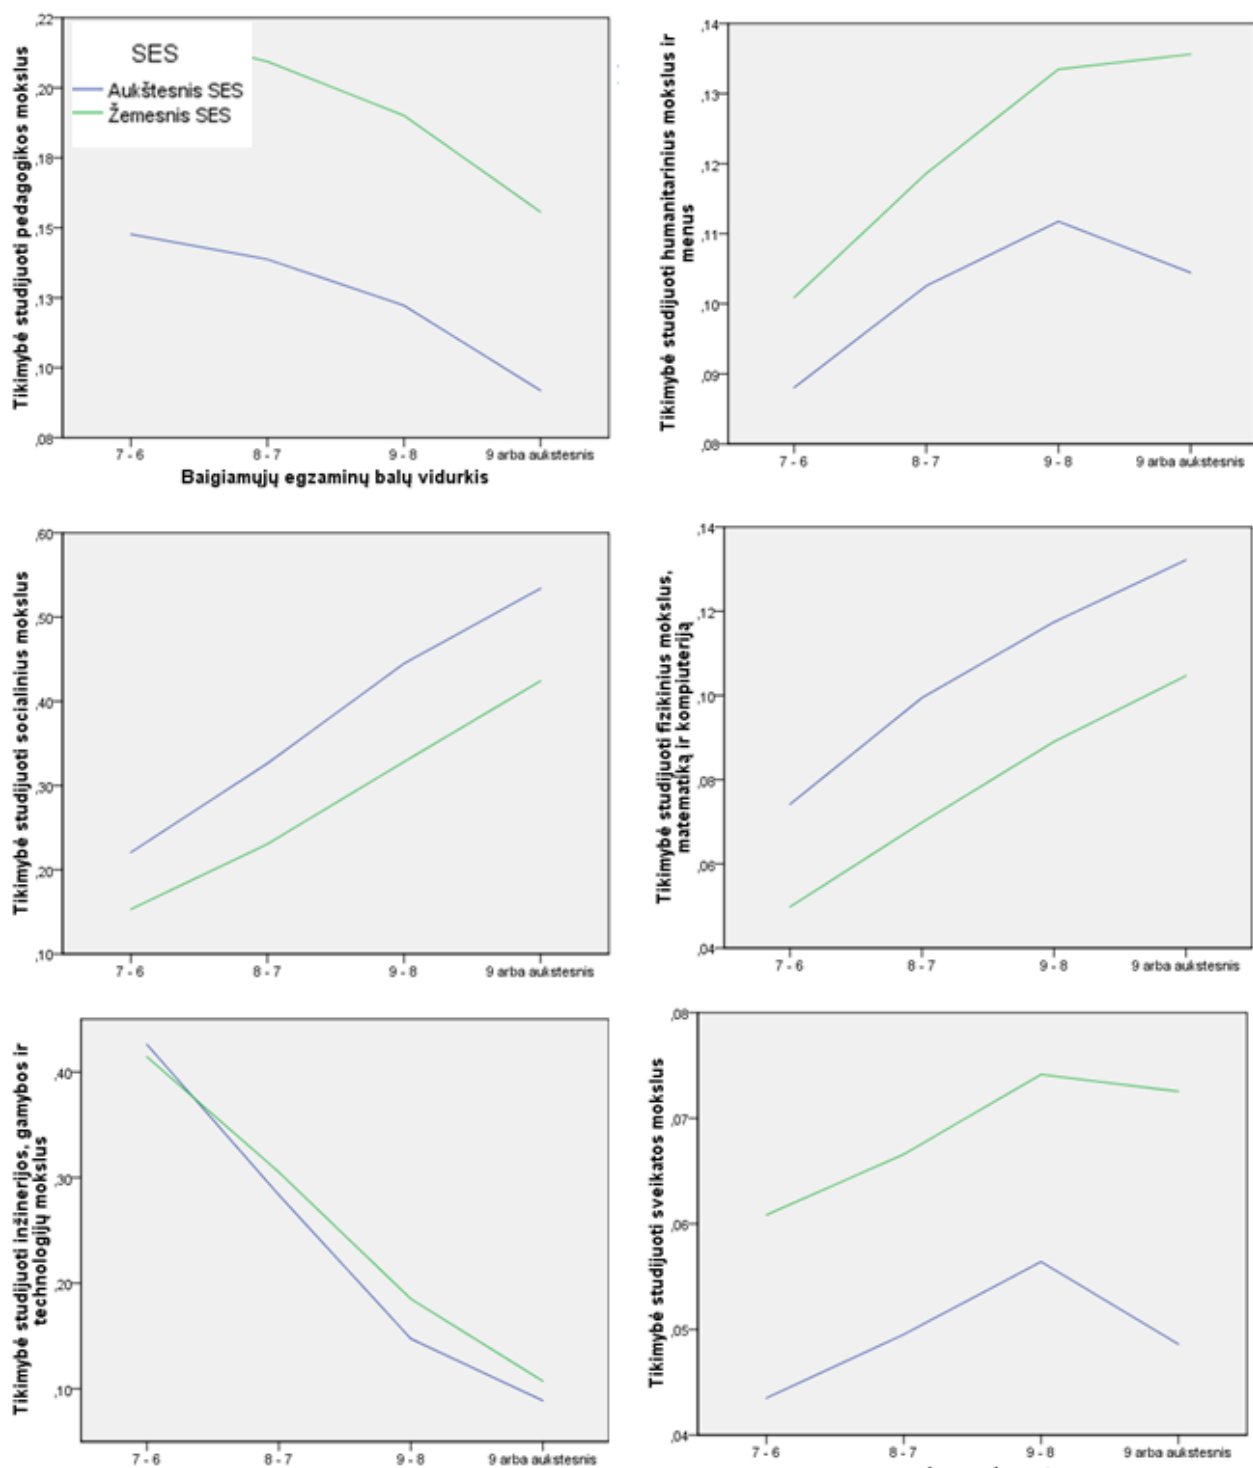 Tikimybė studijuoti pedagogikos mokslus
,22
,20
,18
,15
,13
,10
,08
SES
Aukštesnis SES
Žemesnis SES
7 - 6
8 - 7
9 - 8
9 arba aukstesnis
Baigiamųjų egzaminų balų vidurkis
Tikimybė studijuoti humanitarinius mokslus ir
menus
,14
,13
,12
,11
,10
,09
,08
7 - 6
8 - 7
9 - 8
9 arba aukstesnis
Tikimybė studijuoti socialinius mokslus
,60
,50
,40
,30
,20
,10
7 - 6
8 - 7
9 - 8
9 arba aukstesnis
Tikimybė studijuoti fizikinius mokslus,
matematiką ir kompiuteriją
,14
,12
,10
,08
,06
,04
7 - 6
8 - 7
9 - 8
9 arba aukstesnis
Tikimybė studijuoti inžinerijos, gamybos ir
technologijų mokslus
,40
,30
,20
,10
7 - 6
8 - 7
9 - 8
9 arba aukstesnis
Tikimybė studijuoti sveikatos mokslus
,08
,07
,06
,05
,04
7 - 6
8 - 7
9 - 8
9 arba aukstesnis